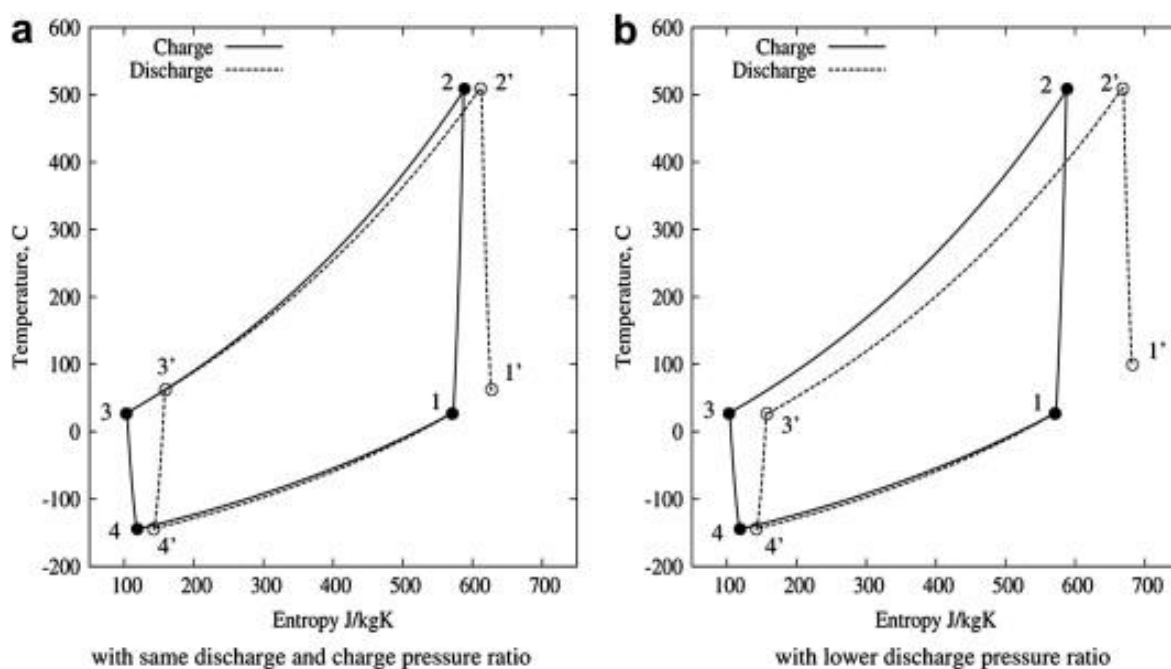 a
600
500
400
300
200
100
0
-100
-200
Temperature, C
Charge
Discharge
2
2'
3'
3
1
1'
4
4'
100 200 300 400 500 600 700
Entropy J/kgK
with same discharge and charge pressure ratio
b
600
500
400
300
200
100
0
-100
-200
Temperature, C
Charge
Discharge
2
2'
1'
3
3'
1
4
4'
100 200 300 400 500 600 700
Entropy J/kgK
with lower discharge pressure ratio